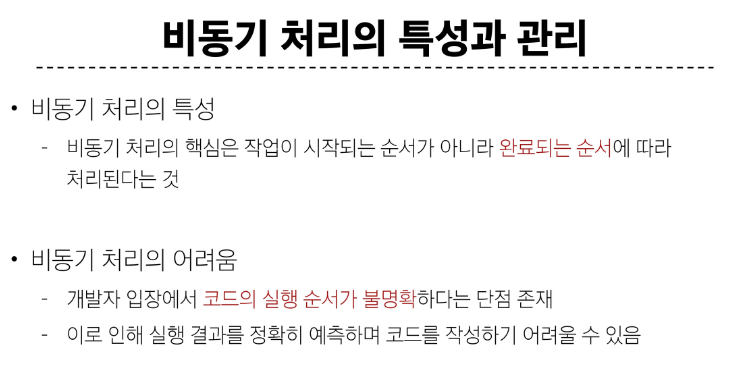 비동기 처리의 특성과 관리
• 비동기 처리의 특성
- 비동기 처리의 핵심은 작업이 시작되는 순서가 아니라 완료되는 순서에 따라
처리된다는 것
• 비동기 처리의 어려움
- 개발자 입장에서 코드의 실행 순서가 불명확하다는 단점 존재
- 이로 인해 실행 결과를 정확히 예측하며 코드를 작성하기 어려울 수 있음